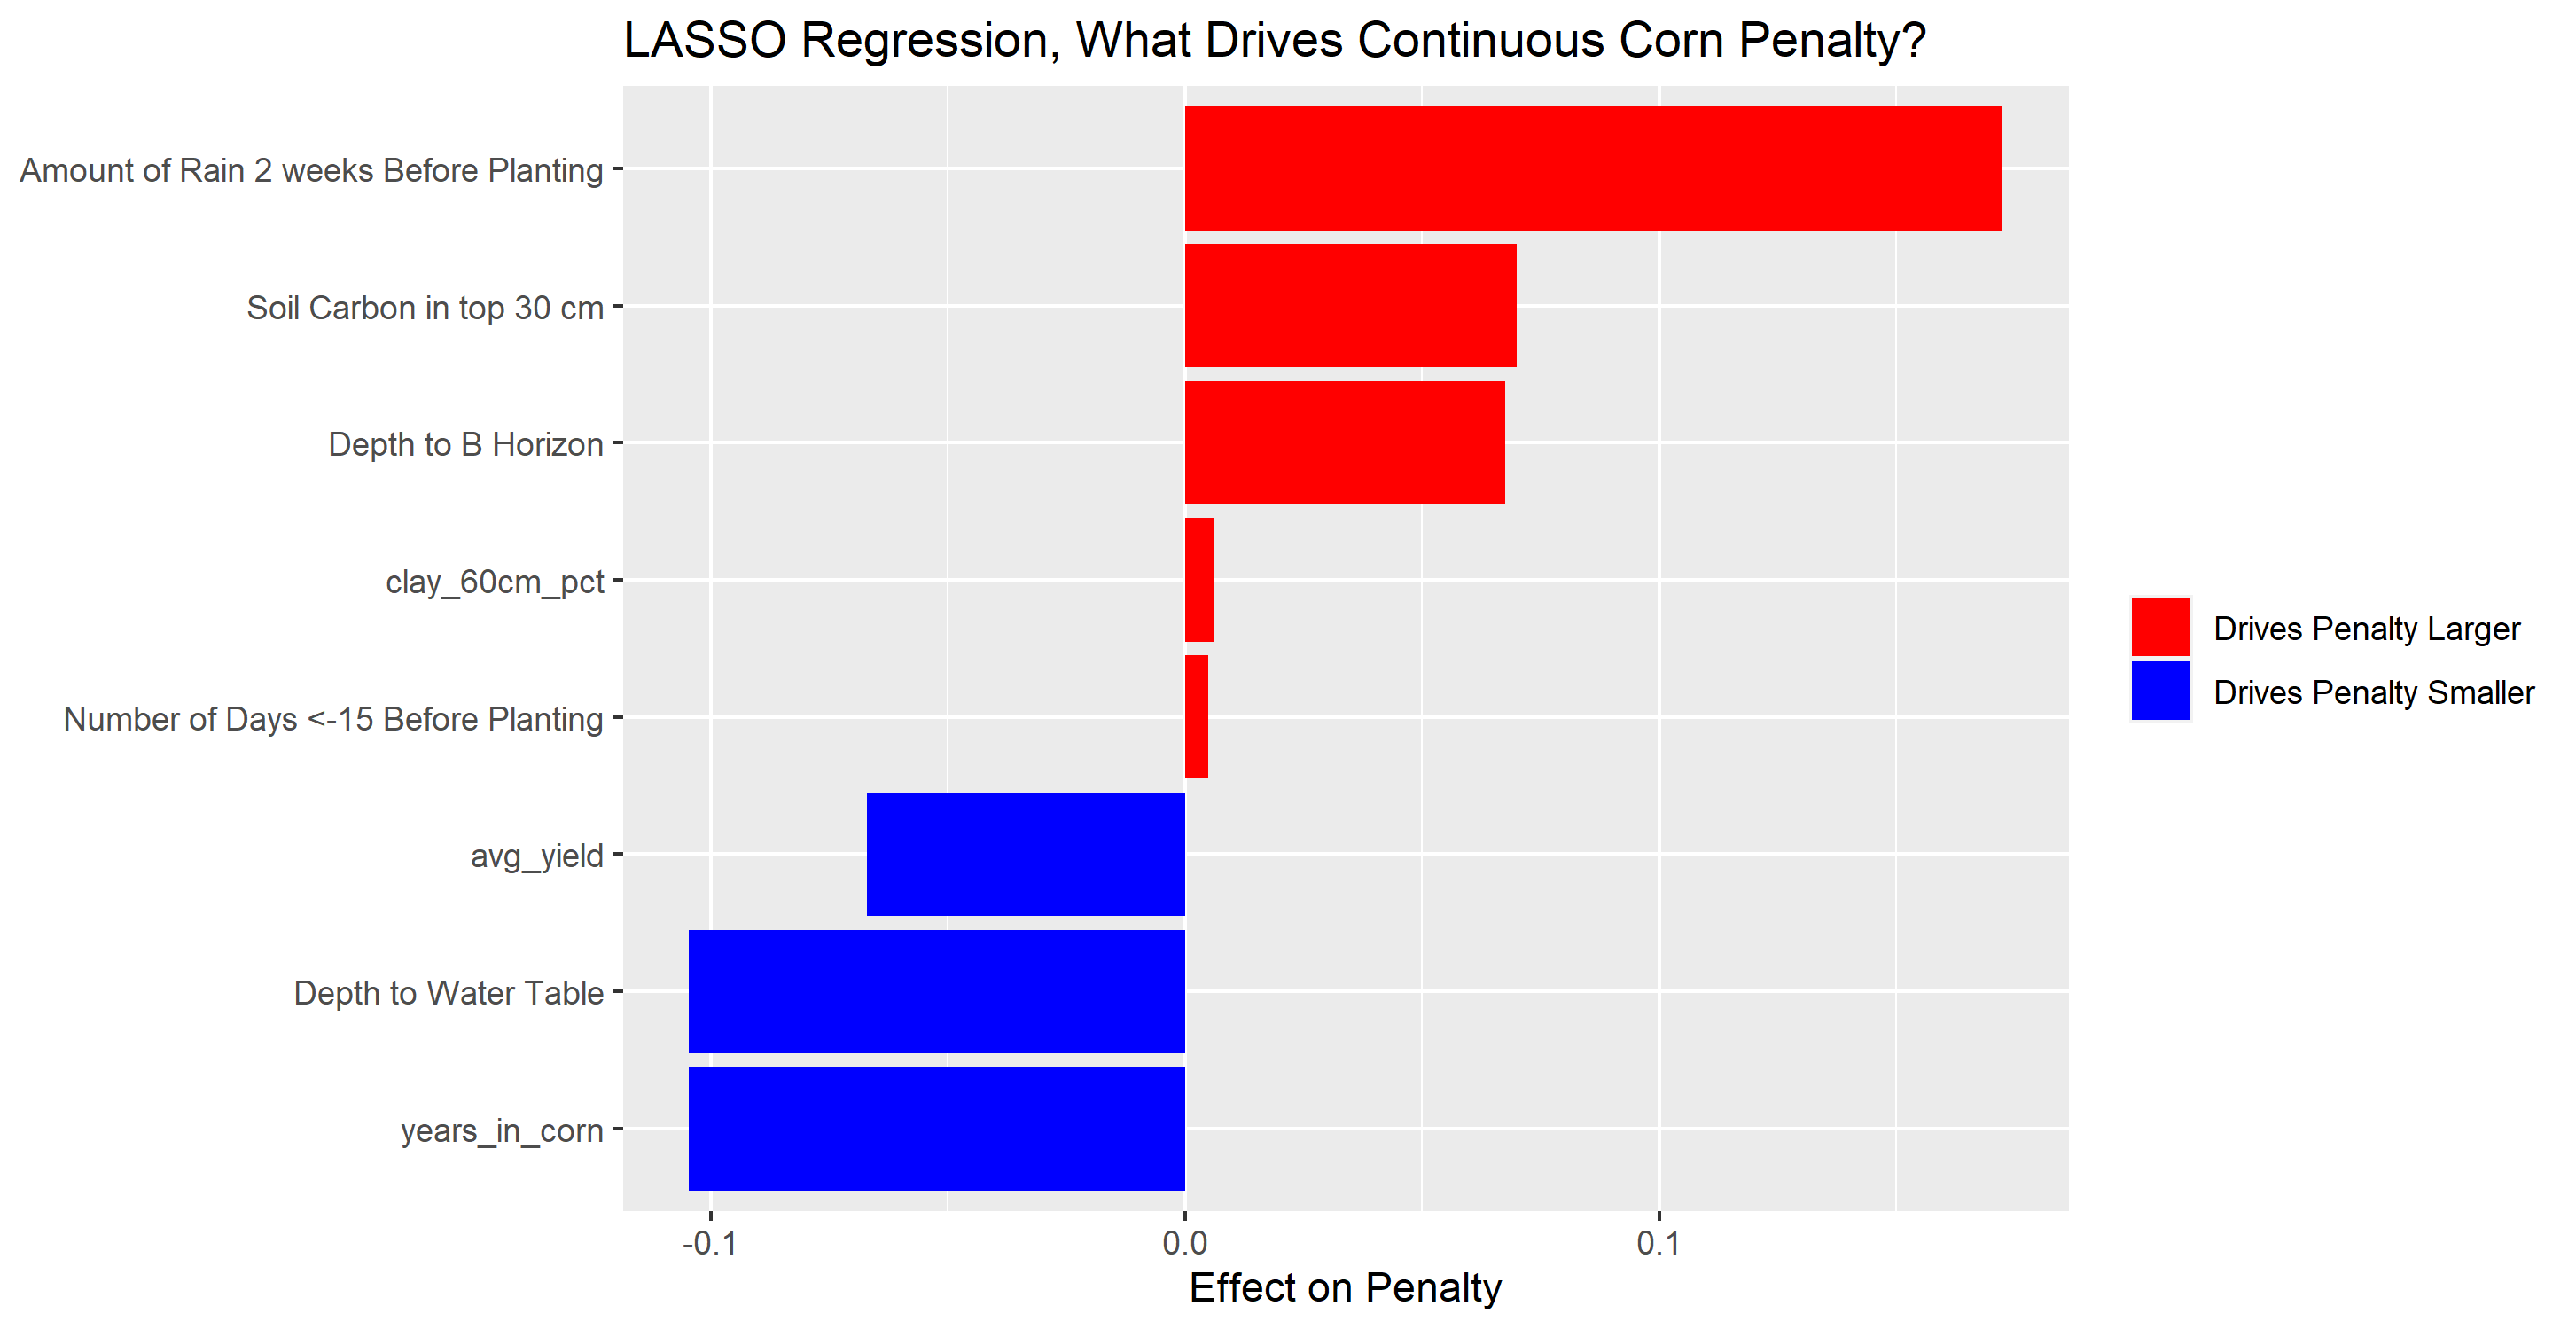 LASSO Regression, What Drives Continuous Corn Penalty?
Amount of Rain 2 weeks Before Planting
Soil Carbon in top 30 cm
Depth to B Horizon
clay_60cm_pct
Number of Days <-15 Before Planting
avg_yield
Depth to Water Table
years_in_corn
Drives Penalty Larger
Drives Penalty Smaller
-0.1 0.0 0.1
Effect on Penalty